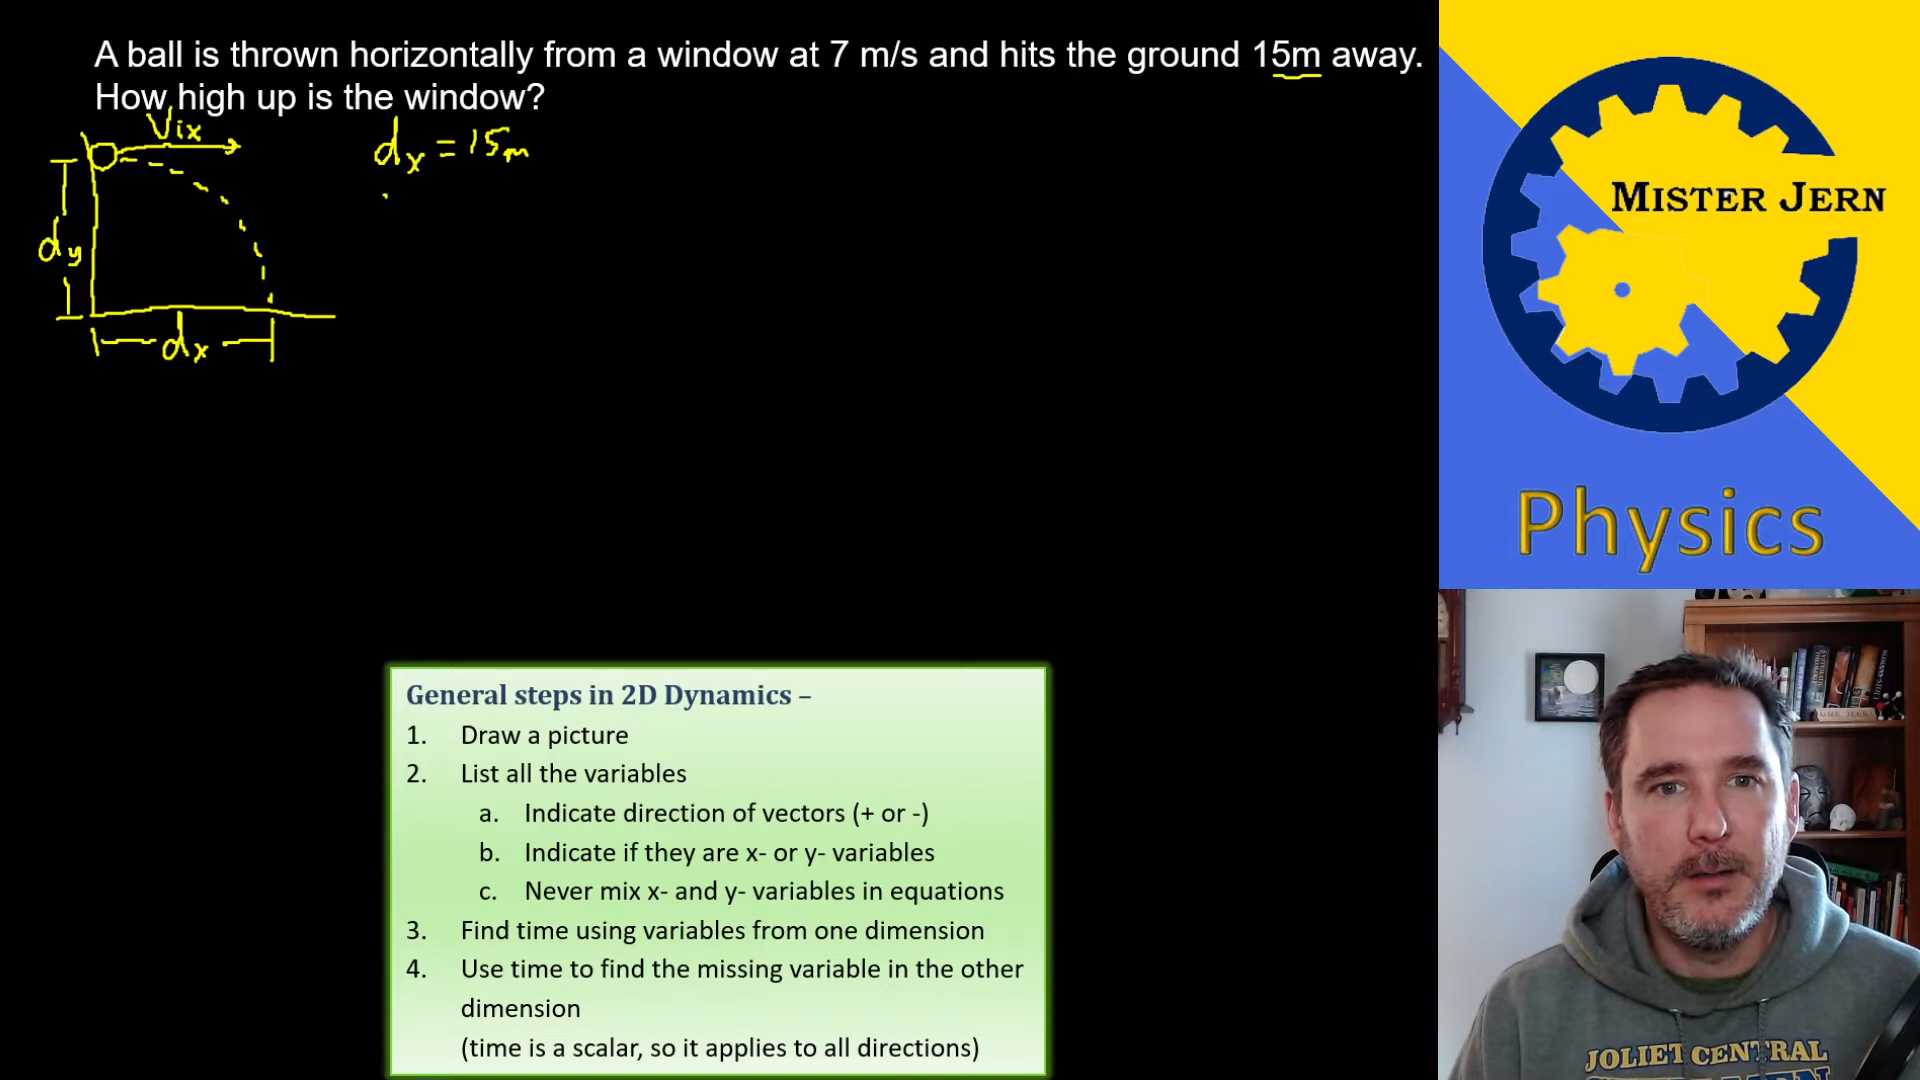 A ball is thrown horizontally from a window at 7 m/s and hits the ground 15m away.
How high up is the window?
Vix
dx = 15m
dy
dx
MISTER JERN
Physics
General steps in 2D Dynamics –
1. Draw a picture
2. List all the variables
a. Indicate direction of vectors (+ or -)
b. Indicate if they are x- or y- variables
c. Never mix x- and y- variables in equations
3. Find time using variables from one dimension
4. Use time to find the missing variable in the other
dimension
(time is a scalar, so it applies to all directions)
JOLIET CENTRAL